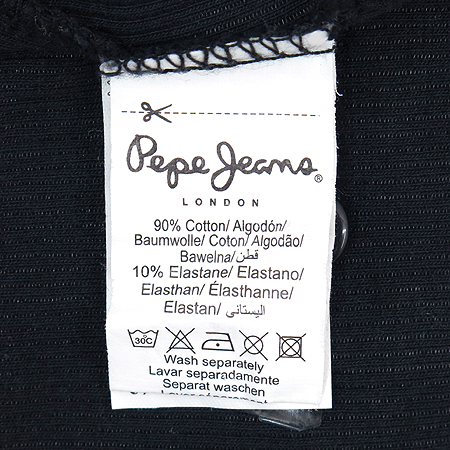 Pepe Jeans®
LONDON
90% Cotton/ Algodón/
Baumwolle/ Coton/ Algodão/
Bawełna/ قطن/
10% Elastane/ Elastano/
Elasthan/ Élasthanne/
Elastan/ اليستاني/
30C
Wash separately
Lavar separadamente
Separat waschen